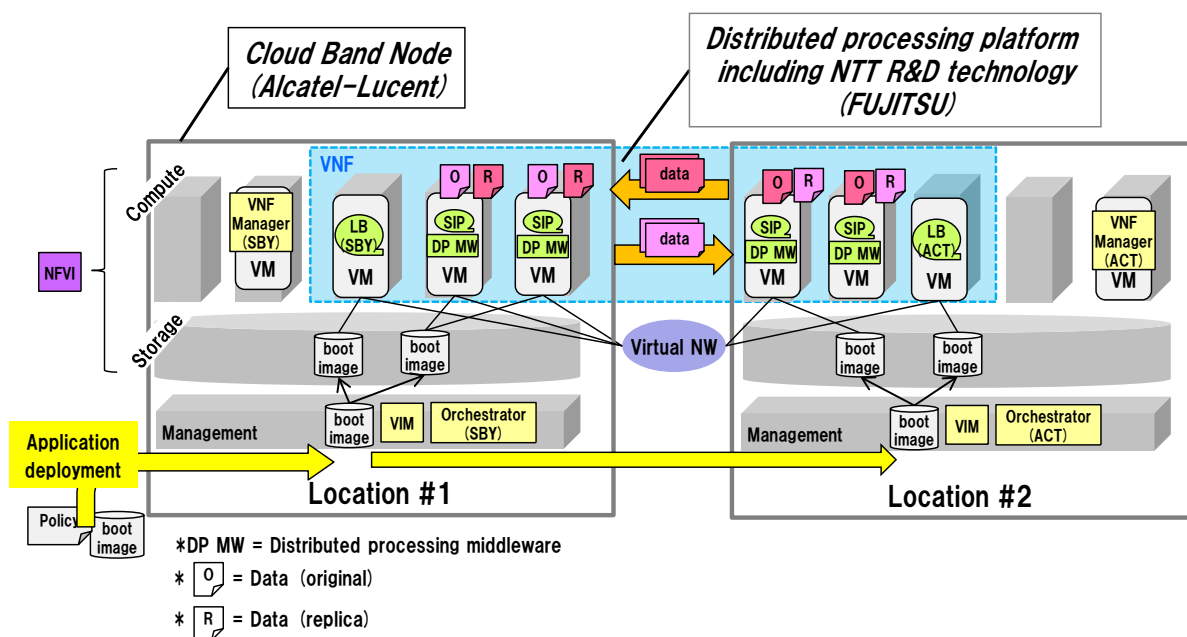 Cloud Band Node
(Alcatel-Lucent)
Distributed processing platform
including NTT R&D technology
(FUJITSU)
NFVI
Compute
Storage
VNF
VNF
Manager
(SBY)
VM
LB
(SBY)
VM
O
R
SIP
DP MW
VM
O
R
SIP
DP MW
VM
data
data
O
R
SIP
DP MW
VM
O
R
SIP
DP MW
VM
LB
(ACT)
VM
VNF
Manager
(ACT)
VM
boot
image
boot
image
Virtual NW
boot
image
boot
image
Management
boot
image
VIM
Orchestrator
(SBY)
Management
boot
image
VIM
Orchestrator
(ACT)
Application
deployment
Policy
boot
image
Location #1
Location #2
*DP MW = Distributed processing middleware
* O = Data (original)
* R = Data (replica)